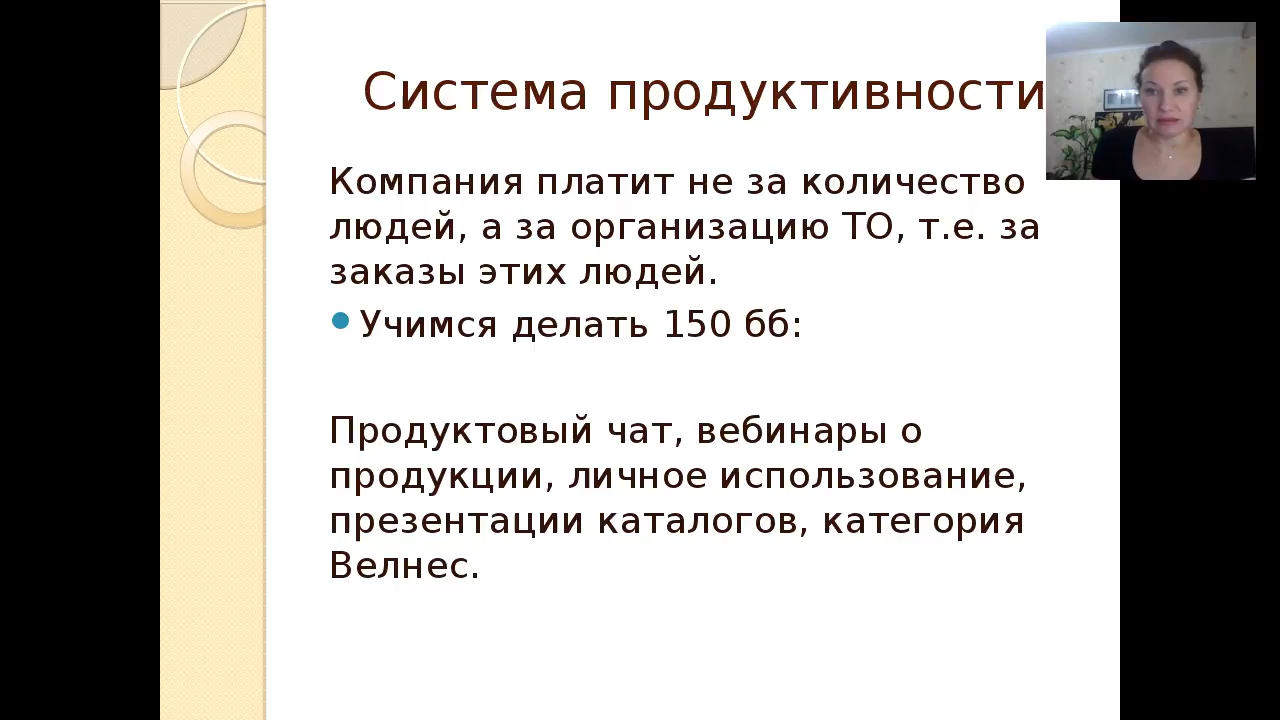 Система продуктивности
Компания платит не за количество
людей, а за организацию ТО, т.е. за
заказы этих людей.
Учимся делать 150 бб:
Продуктовый чат, вебинары о
продукции, личное использование,
презентации каталогов, категория
Велнес.